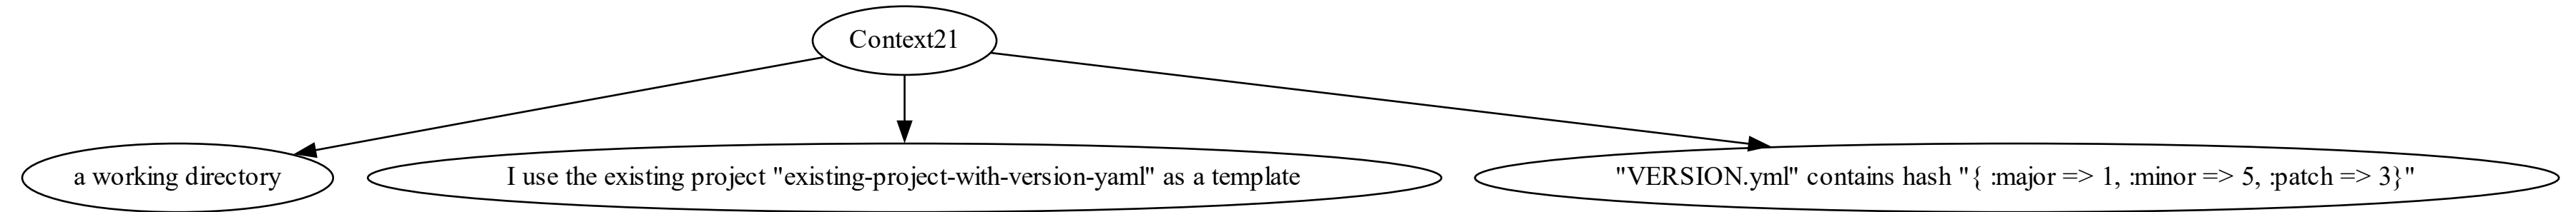 Context21
a working directory
I use the existing project "existing-project-with-version-yaml" as a template
"VERSION.yml" contains hash "{ :major => 1, :minor => 5, :patch => 3}"